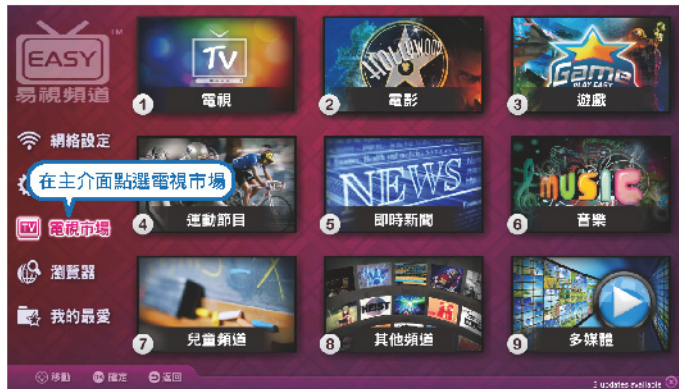 EASY
TM
易視頻道
網絡設定
在主介面點選電視市場
電視市場
瀏覽器
我的最愛
TV
1 電視
HOLLYWOOD
2 電影
Game
PLAY EASY
3 遊戲
4 運動節目
NEWS
5 即時新聞
MUSIC
6 音樂
7 兒童頻道
HEIST
8 其他頻道
9 多媒體
移動 OK 確定 返回
3 updates available